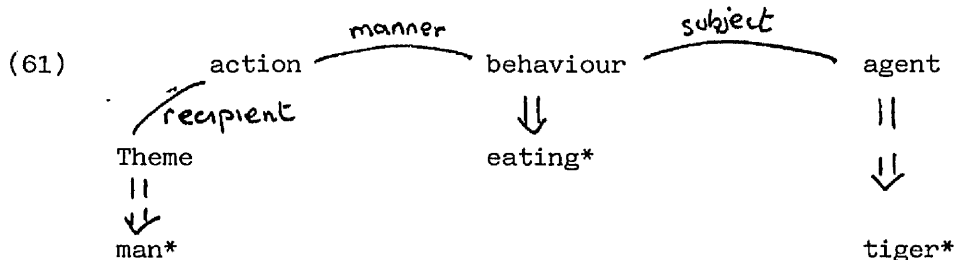 manner subject
(61) action behaviour agent
recipient
Theme eating*
man* tiger*